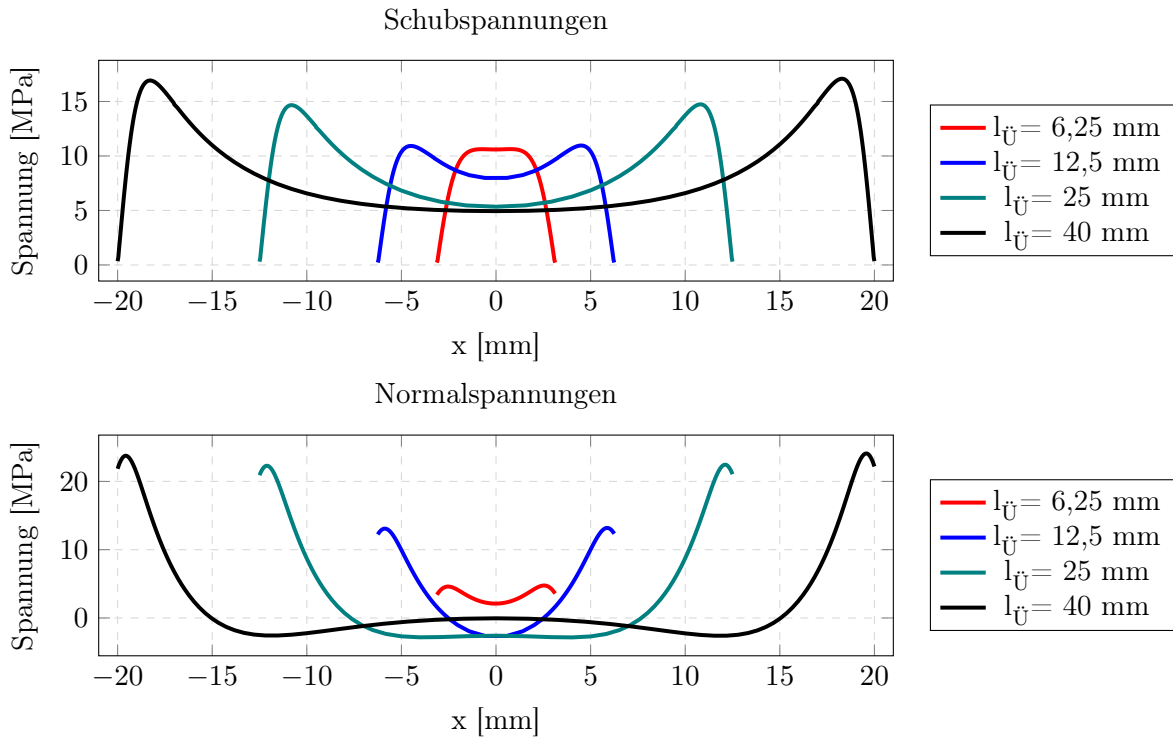 Schubspannungen
Spannung [MPa]
15
10
5
0
−20 −15 −10 −5 0 5 10 15 20
x [mm]
lÜ= 6,25 mm
lÜ= 12,5 mm
lÜ= 25 mm
lÜ= 40 mm
Normalspannungen
Spannung [MPa]
20
10
0
−20 −15 −10 −5 0 5 10 15 20
x [mm]
lÜ= 6,25 mm
lÜ= 12,5 mm
lÜ= 25 mm
lÜ= 40 mm